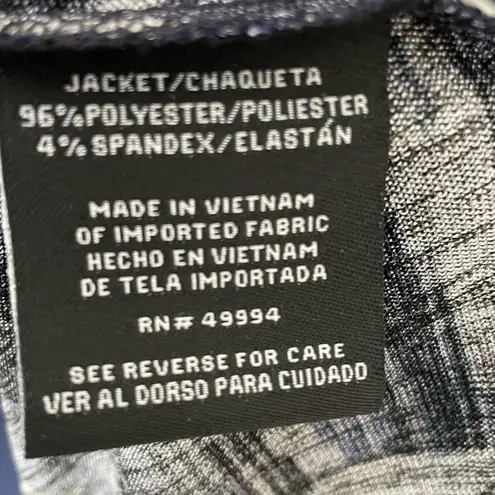 JACKET/CHAQUETA
96%POLYESTER/POLIESTER
4%SPANDEX/ELASTÁN
MADE IN VIETNAM
OF IMPORTED FABRIC
HECHO EN VIETNAM
DE TELA IMPORTADA
RN# 49994
SEE REVERSE FOR CARE
VER AL DORSO PARA CUIDADO